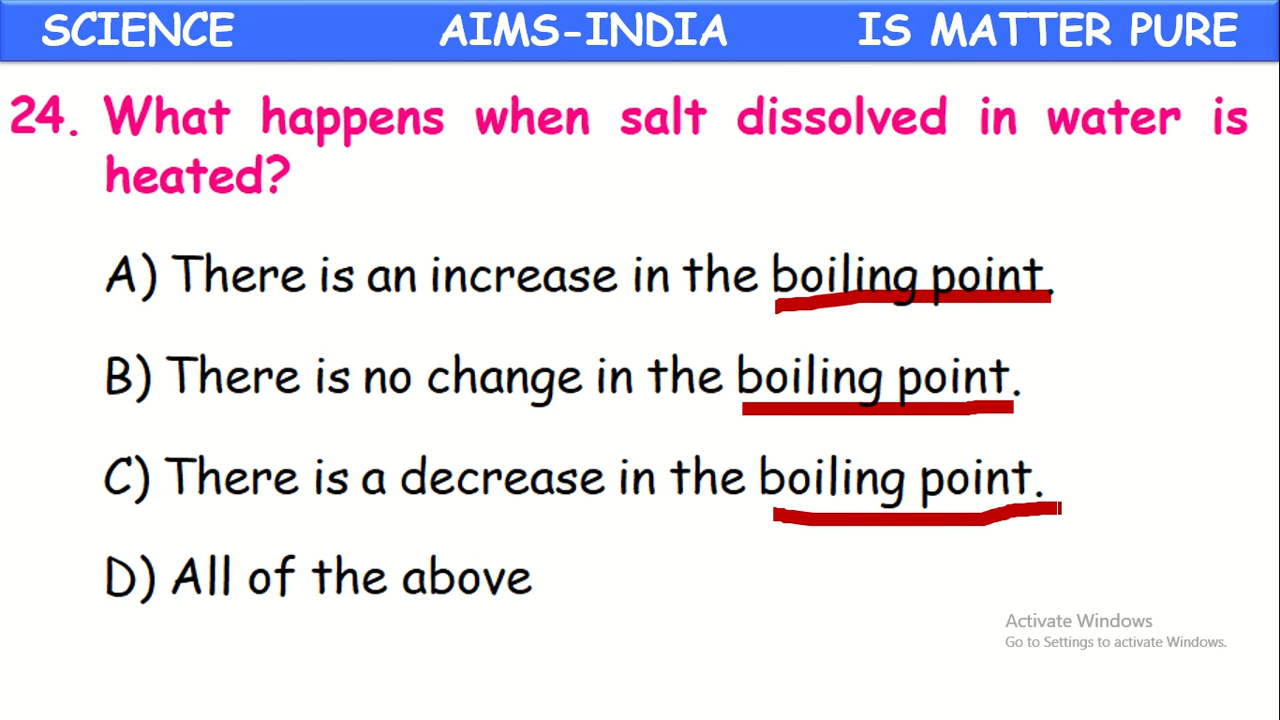 SCIENCE AIMS-INDIA IS MATTER PURE
24. What happens when salt dissolved in water is
heated?
A) There is an increase in the boiling point.
B) There is no change in the boiling point.
C) There is a decrease in the boiling point.
D) All of the above
Activate Windows
Go to Settings to activate Windows.